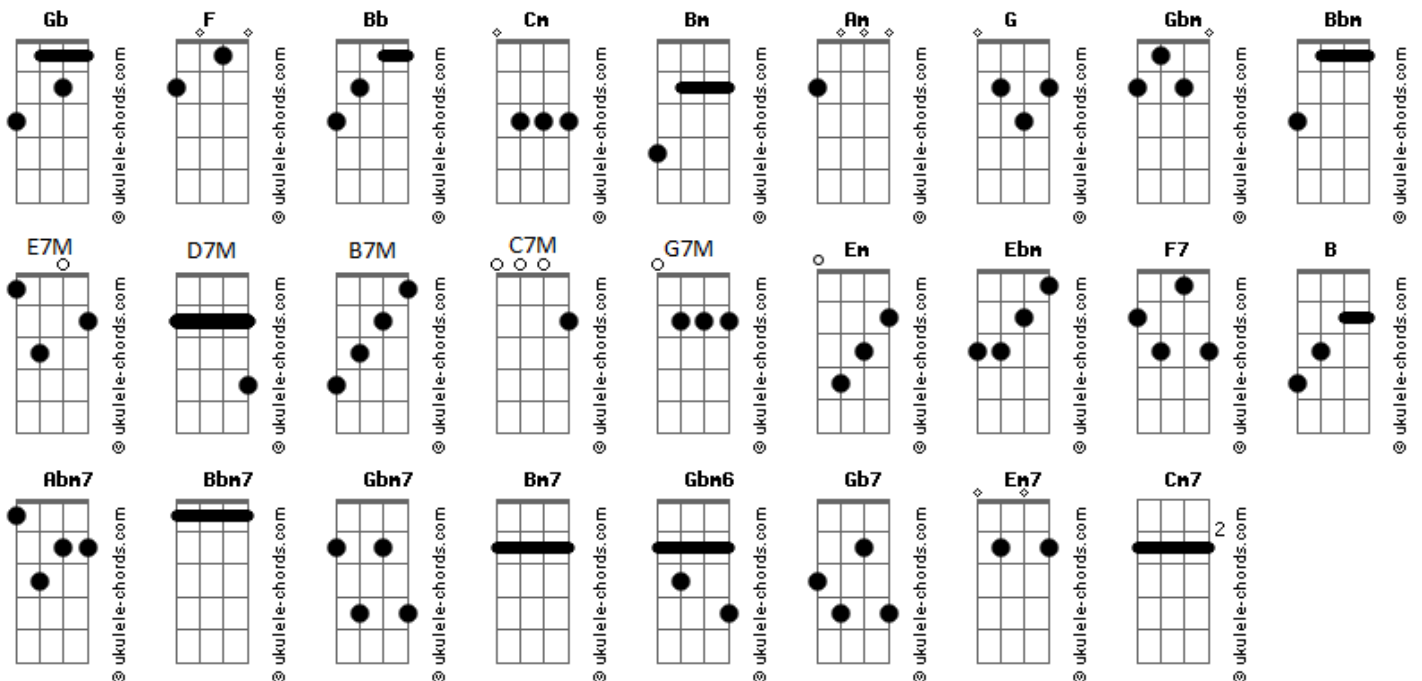 Gb F Bb Cm Bm Am G Gbm Bbm
© ukulele-chords.com © ukulele-chords.com © ukulele-chords.com © ukulele-chords.com © ukulele-chords.com © ukulele-chords.com © ukulele-chords.com © ukulele-chords.com © ukulele-chords.com
E7M D7M B7M C7M G7M Em Ebm F7 B
© ukulele-chords.com © ukulele-chords.com © ukulele-chords.com © ukulele-chords.com © ukulele-chords.com © ukulele-chords.com © ukulele-chords.com © ukulele-chords.com © ukulele-chords.com
Abm7 Bbm7 Gbm7 Bm7 Gbm6 Gb7 Em7 Cm7
2
© ukulele-chords.com © ukulele-chords.com © ukulele-chords.com © ukulele-chords.com © ukulele-chords.com © ukulele-chords.com © ukulele-chords.com © ukulele-chords.com